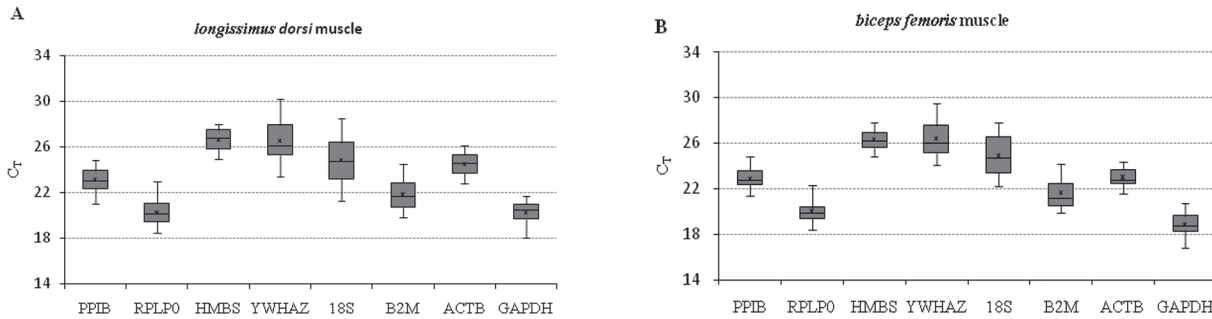 A
longissimus dorsi muscle
34
30
26
22
18
14
CT
PPIB RPLP0 HMBS YWHAZ 18S B2M ACTB GAPDH
B
biceps femoris muscle
34
30
26
22
18
14
CT
PPIB RPLP0 HMBS YWHAZ 18S B2M ACTB GAPDH